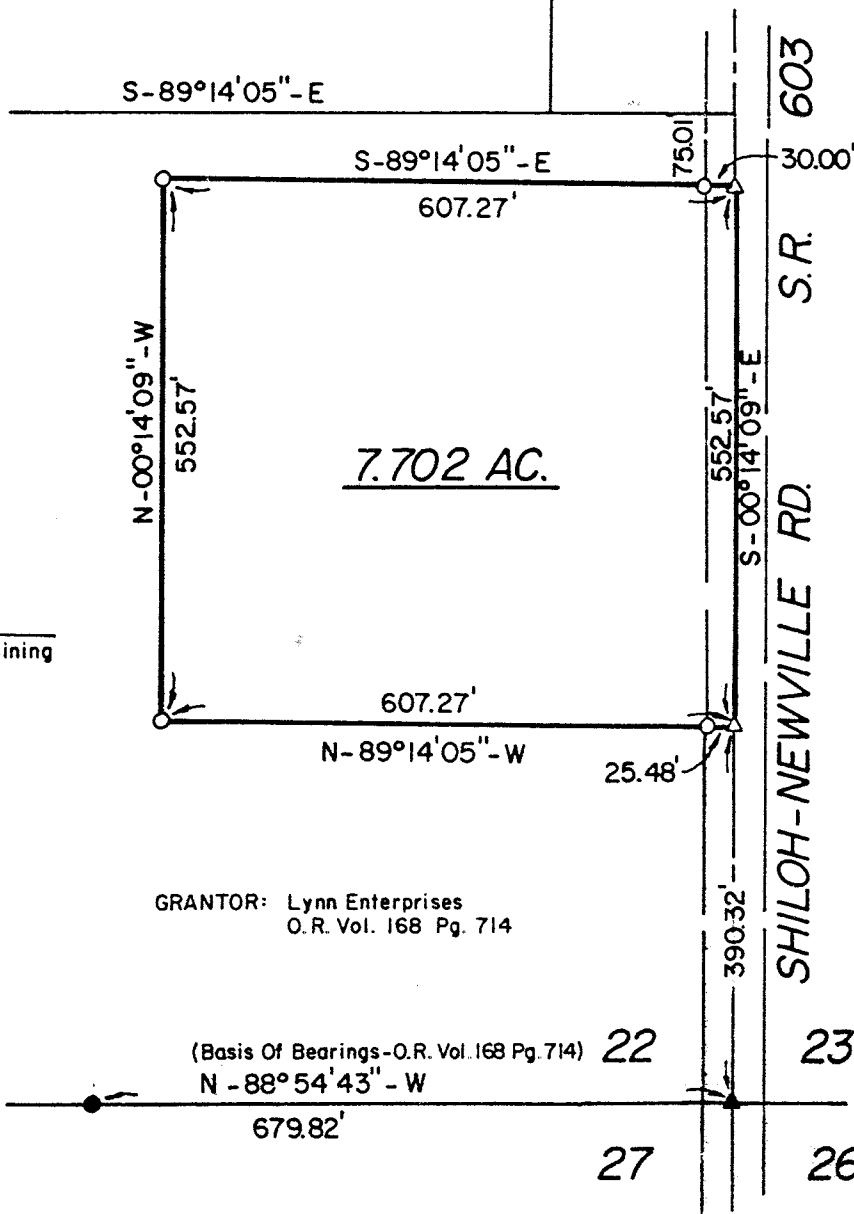 S-89°14'05"-E
603
75.01
30.00'
S-89°14'05"-E
607.27'
S.R.
N-00°14'09"-W
552.57'
7.702 AC.
552.57'
S-00°14'09"-E
SHILOH-NEWVILLE RD.
ining
607.27'
N-89°14'05"-W
25.48'
GRANTOR: Lynn Enterprises
O.R. Vol. 168 Pg. 714
390.32'
(Basis Of Bearings-O.R. Vol. 168 Pg. 714)
22
23
N-88°54'43"-W
679.82'
27
26